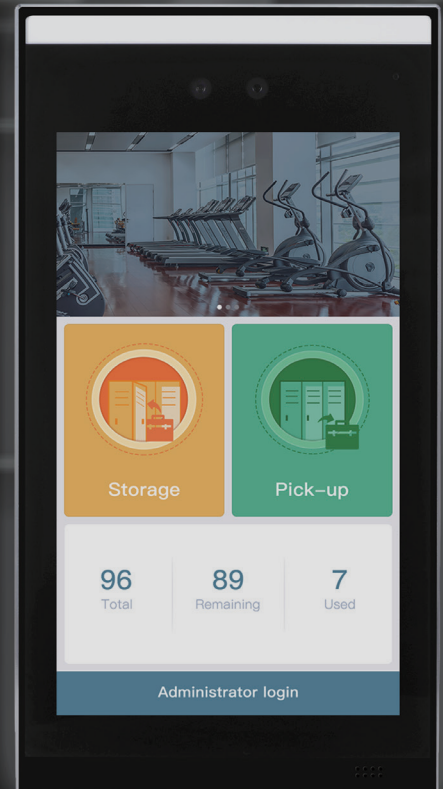 Storage
Pick-up
96
89
7
Total
Remaining
Used
Administrator login